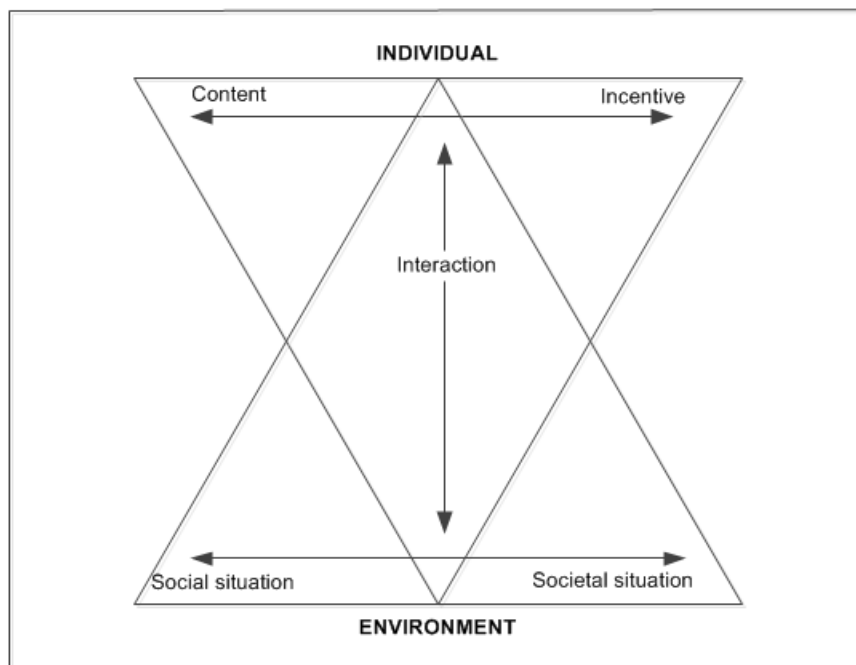 INDIVIDUAL
Content
Incentive
Interaction
Social situation
Societal situation
ENVIRONMENT